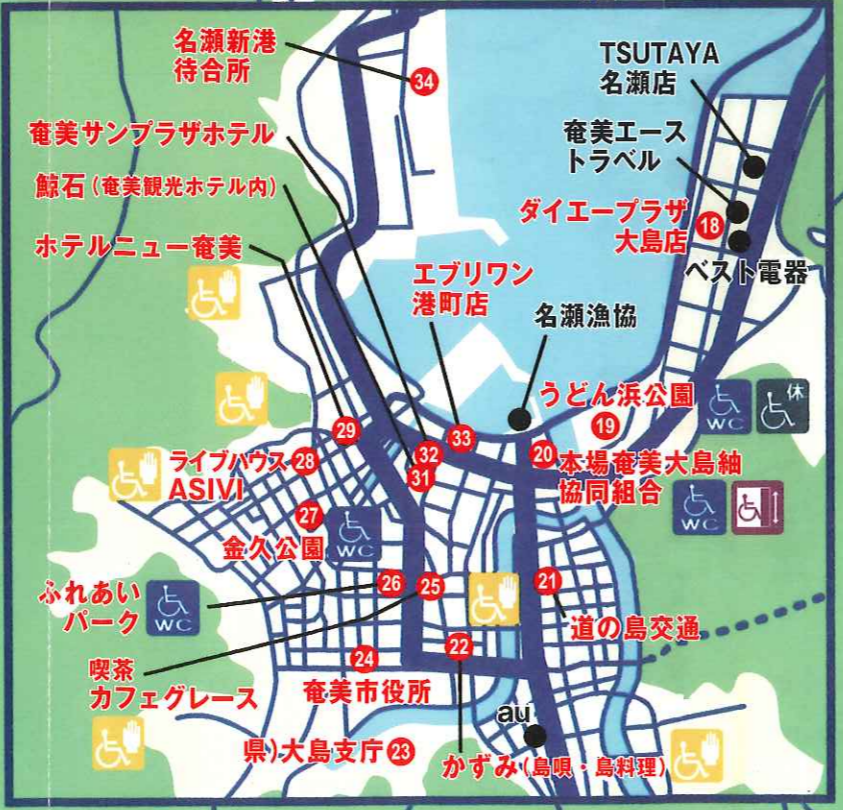 名瀬新港
待合所
34
TSUTAYA
名瀬店
奄美サンプラザホテル
奄美エース
トラベル
鯨石(奄美観光ホテル内)
ダイエープラザ
大島店
18
ベスト電器
ホテルニュー奄美
エブリワン
港町店
名瀬漁協
うどん浜公園
19
WC
休
29
33
32
31
20
本場奄美大島紬
協同組合
WC
ライブハウス
ASIVI
28
27
金久公園
WC
ふれあい
パーク
WC
26
25
21
道の島交通
喫茶
カフェグレース
24
奄美市役所
22
県)大島支庁
23
au
かずみ(島唄・島料理)